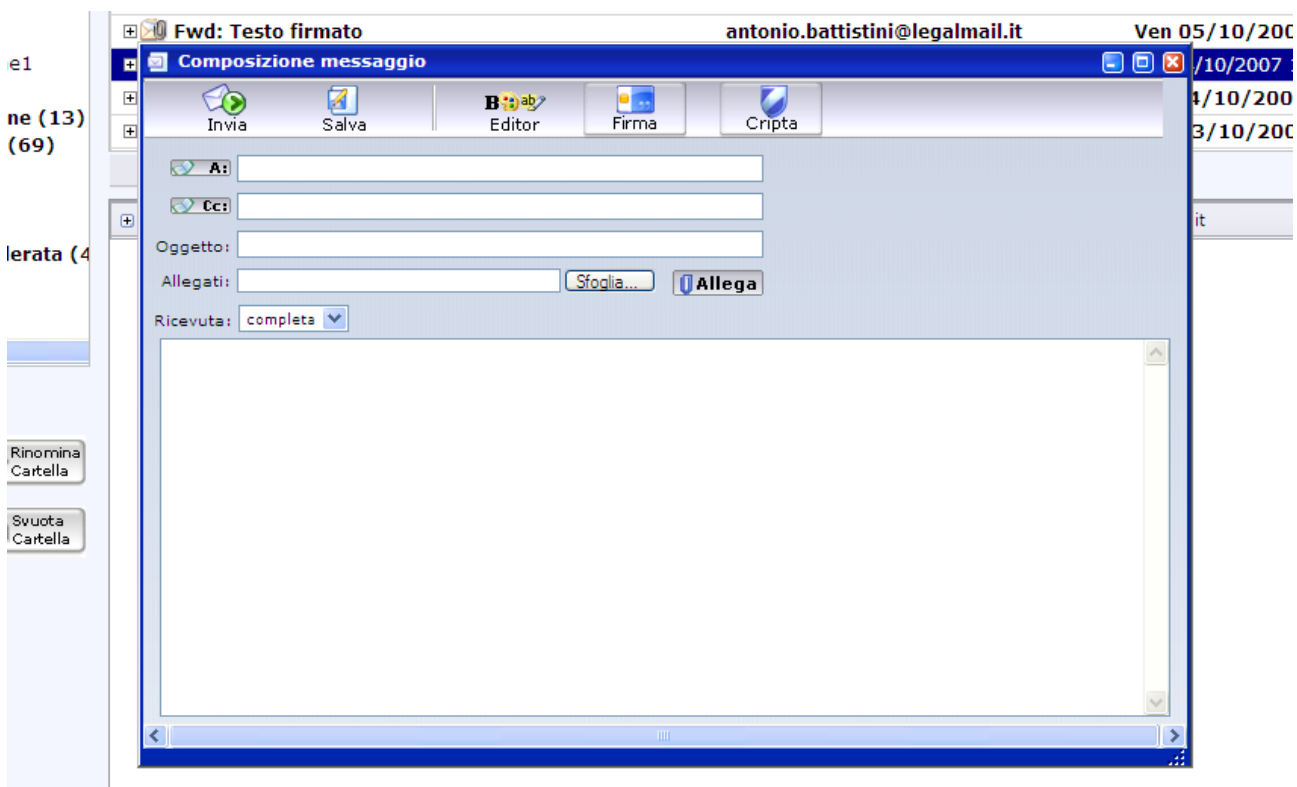 Fwd: Testo firmato antonio.battistini@legalmail.it Ven 05/10/200
e1 Composizione messaggio /10/2007
ne (13) Invia Salva Editor Firma Cripta 4/10/200
(69) 3/10/200
A:
Cc: it
Oggetto:
lerata (4
Allegati: Sfoglia... Allega
Ricevuta: completa
Rinomina
Cartella
Svuota
Cartella